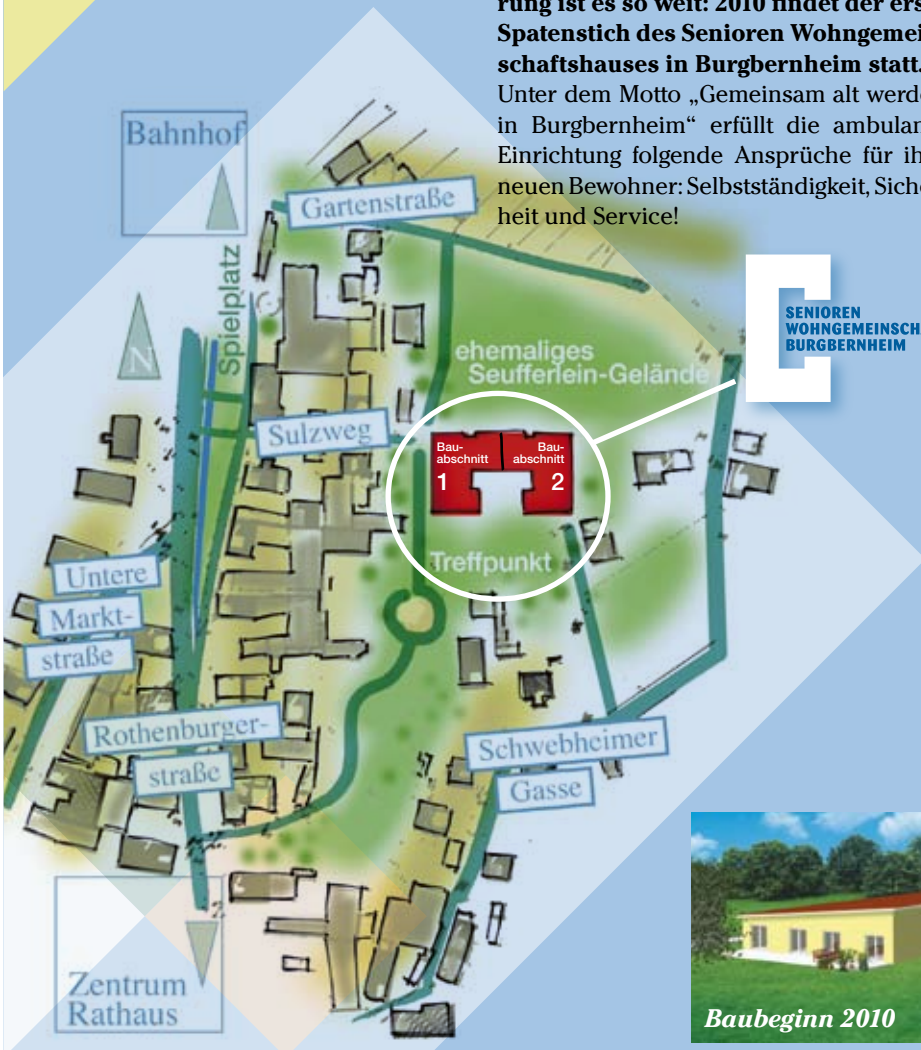 rung ist es so weit: 2010 findet der ers
Spatenstich des Senioren Wohngemei
schaftshauses in Burgbernheim statt.
Unter dem Motto „Gemeinsam alt werde
in Burgbernheim“ erfüllt die ambulan
Einrichtung folgende Ansprüche für ih
neuen Bewohner: Selbstständigkeit, Siche
heit und Service!
Bahnhof
Gartenstraße
Spielplatz
N
SENIOREN
WOHNGEMEINSCH
BURGBERNHEIM
ehemaliges
Seufferlein-Gelände
Sulzweg
Bau-
abschnitt
1
Bau-
abschnitt
2
Treffpunkt
Untere
Markt-
straße
Rothenburger-
straße
Schwebheimer
Gasse
Zentrum
Rathaus
Baubeginn 2010